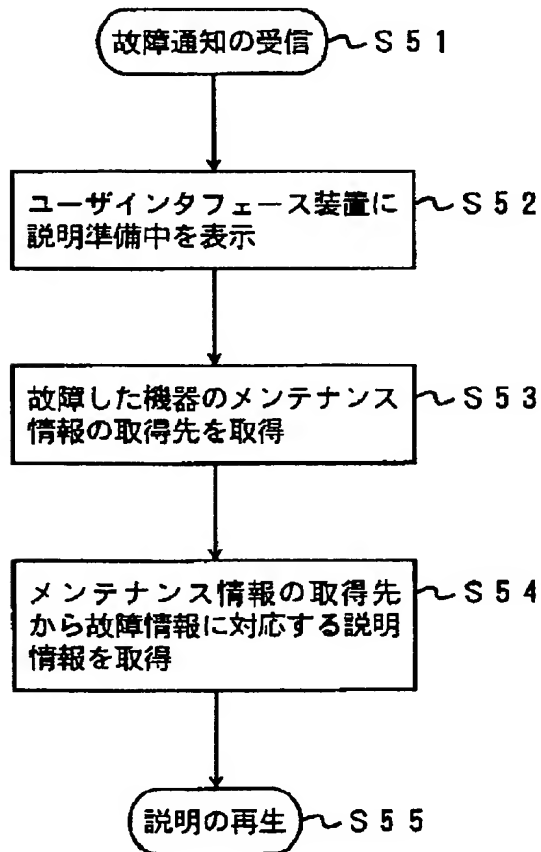 故障通知の受信 ～S51
ユーザインタフェース装置に ～S52
説明準備中を表示
故障した機器のメンテナンス ～S53
情報の取得先を取得
メンテナンス情報の取得先 ～S54
から故障情報に対応する説明
情報を取得
説明の再生 ～S55